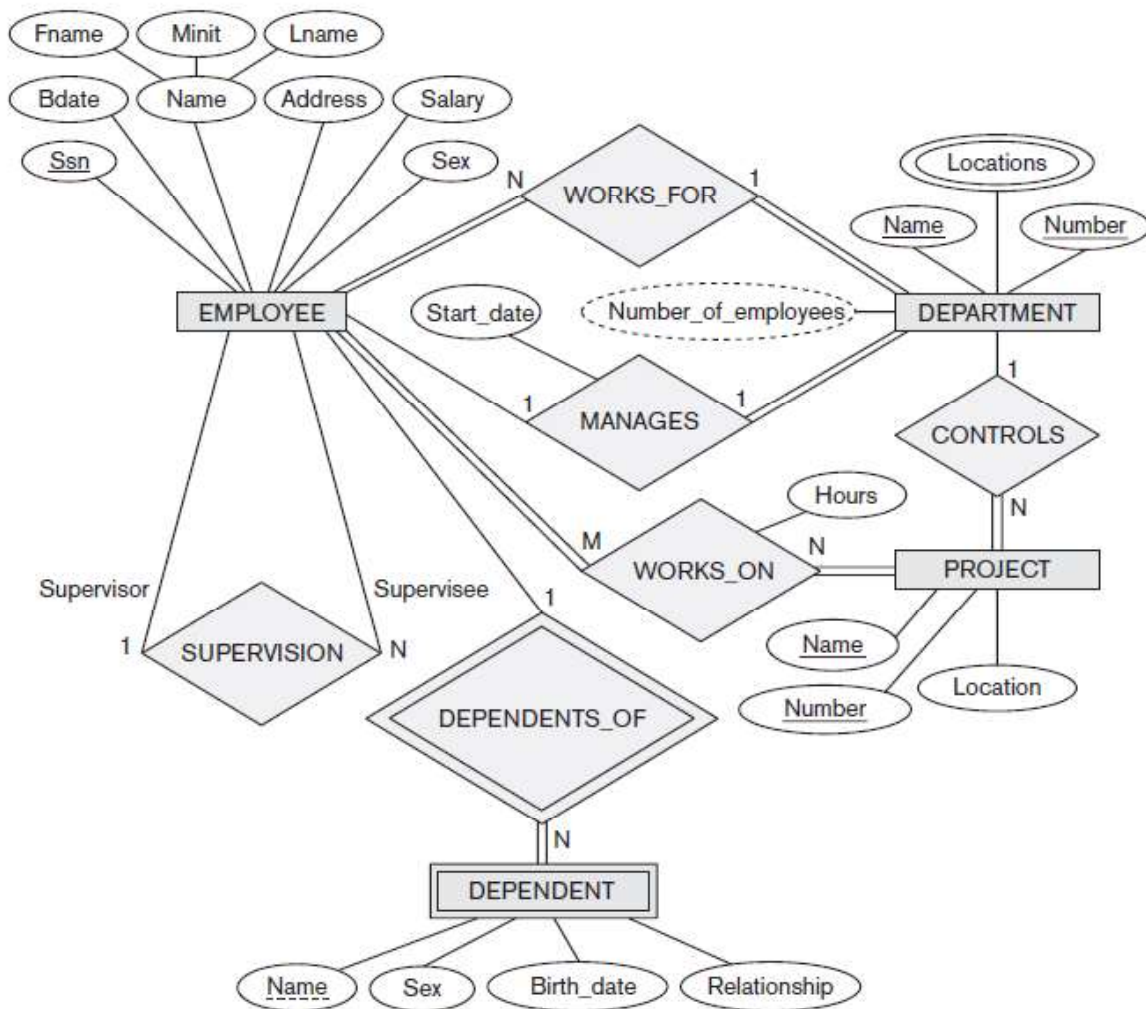 Fname Minit Lname
Bdate Name Address Salary
Ssn Sex
N WORKS_FOR 1
Locations
Name Number
EMPLOYEE Start_date Number_of_employees DEPARTMENT
1 MANAGES 1
1
CONTROLS
N
Hours
M WORKS_ON N PROJECT
Supervisor Supervisee
1 SUPERVISION N
1
Name
Number Location
DEPENDENTS_OF
N
DEPENDENT
Name Sex Birth_date Relationship